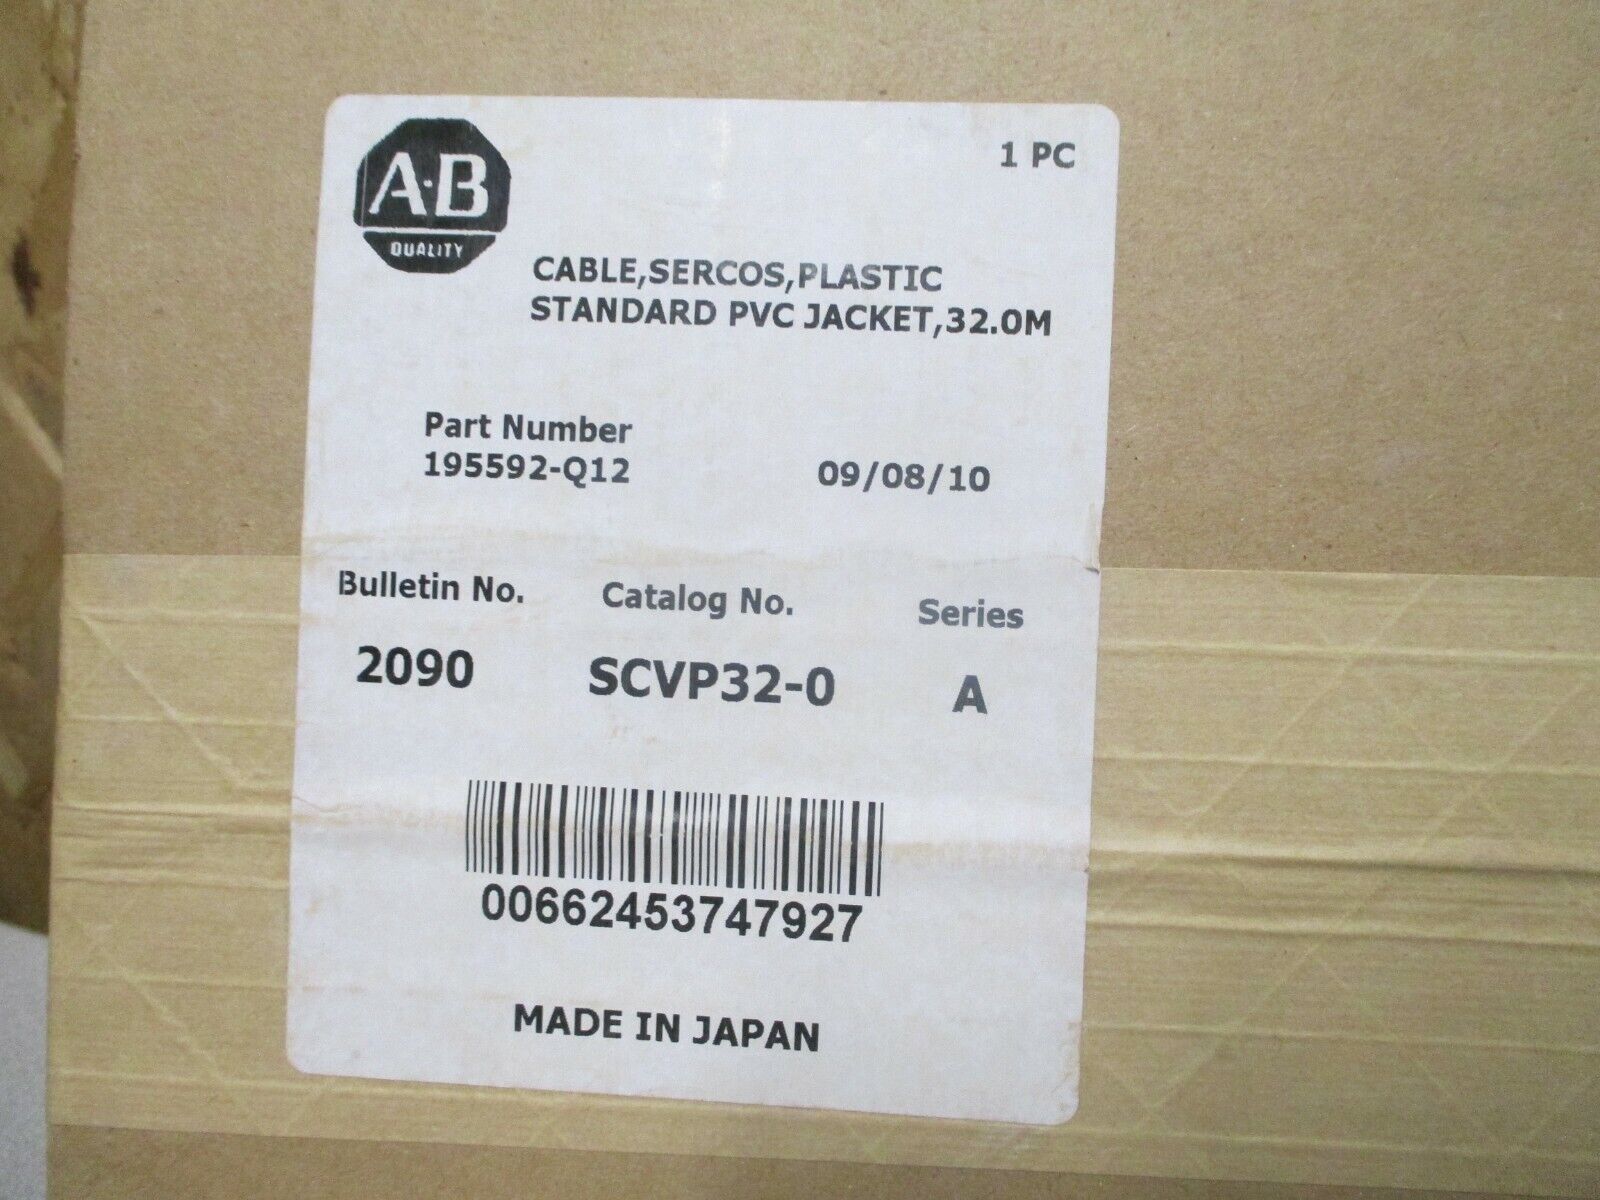 A·B
QUALITY
1 PC
CABLE,SERCOS,PLASTIC
STANDARD PVC JACKET,32.0M
Part Number
195592-Q12
09/08/10
Bulletin No. Catalog No. Series
2090 SCVP32-0 A
00662453747927
MADE IN JAPAN